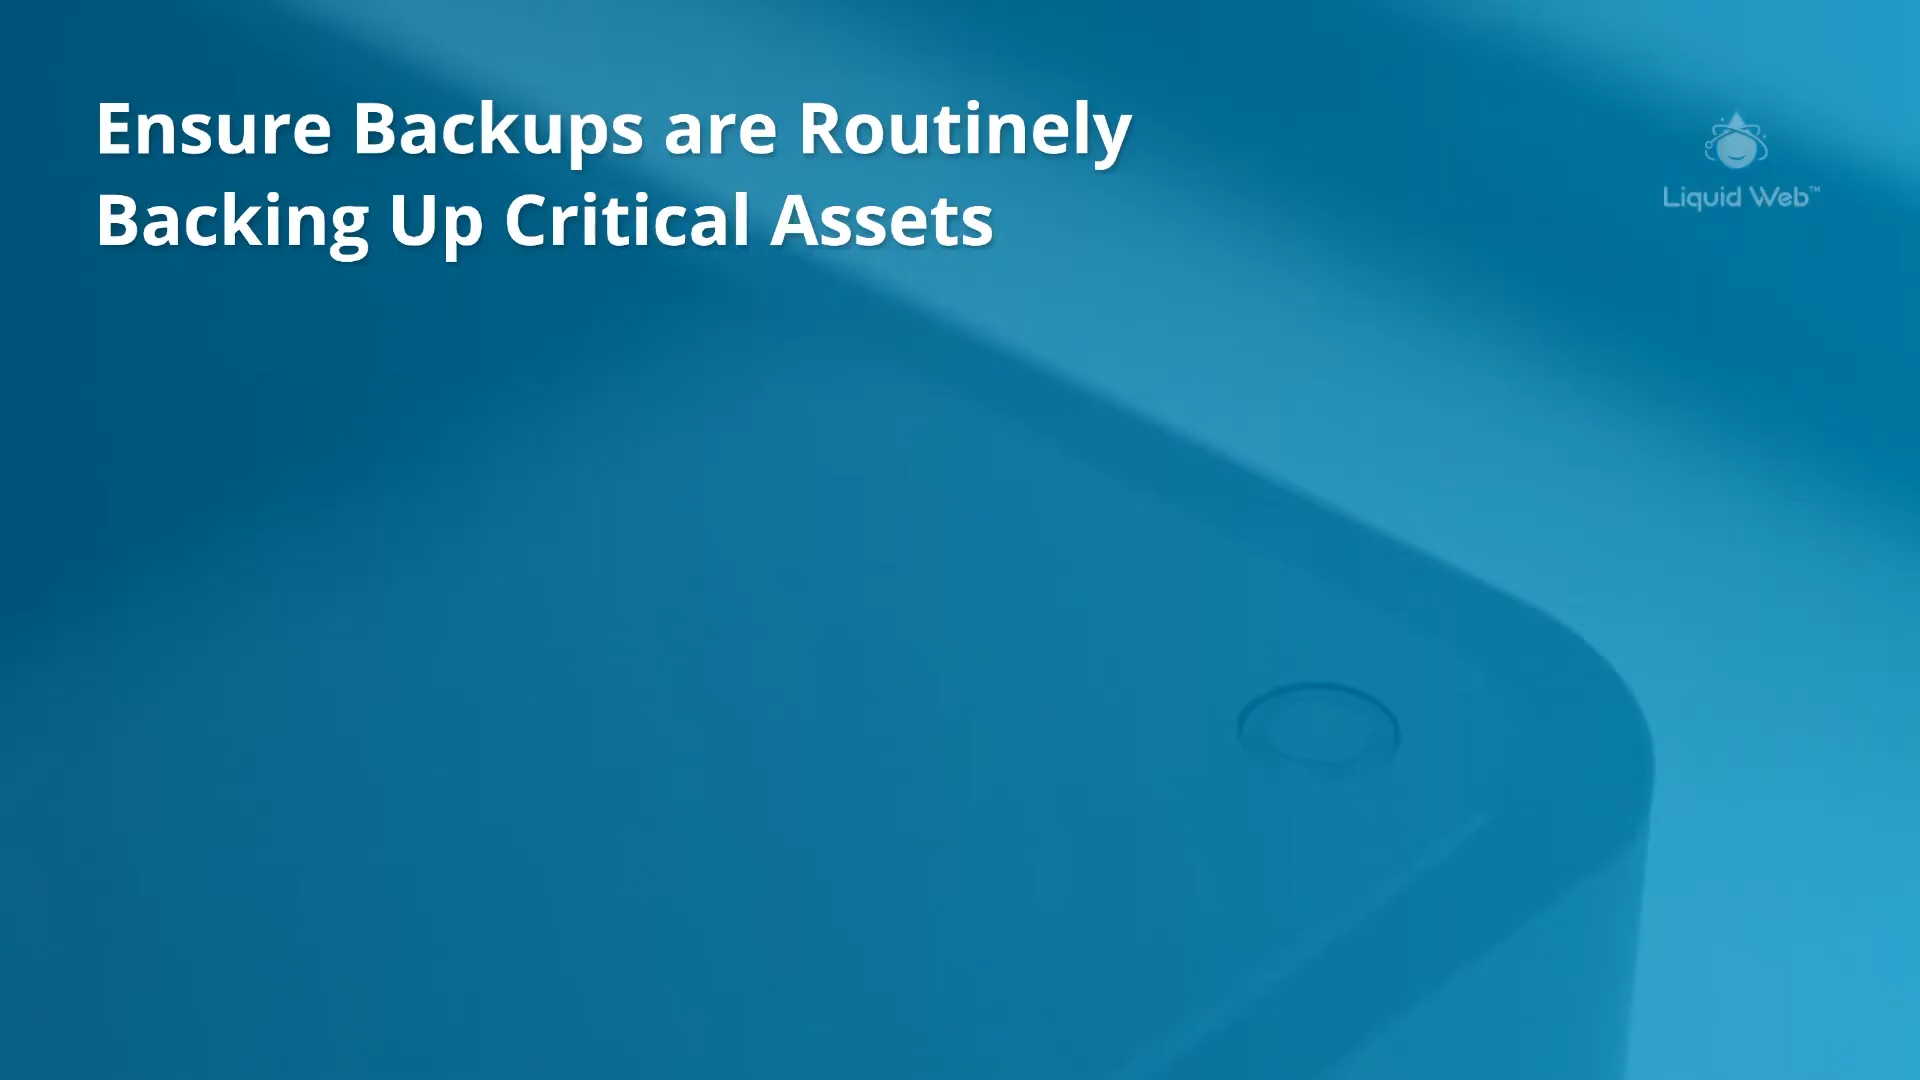 Ensure Backups are Routinely
Backing Up Critical Assets
Liquid Web™